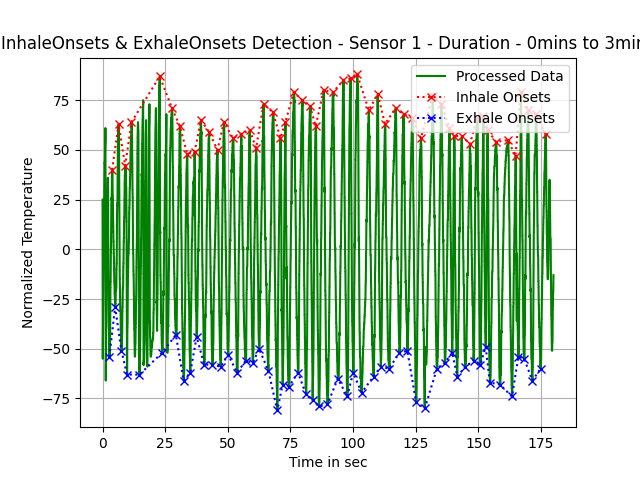 InhaleOnsets & ExhaleOnsets Detection - Sensor 1 - Duration - 0mins to 3min
Processed Data
Inhale Onsets
Exhale Onsets
Normalized Temperature
75
50
25
0
−25
−50
−75
0 25 50 75 100 125 150 175
Time in sec